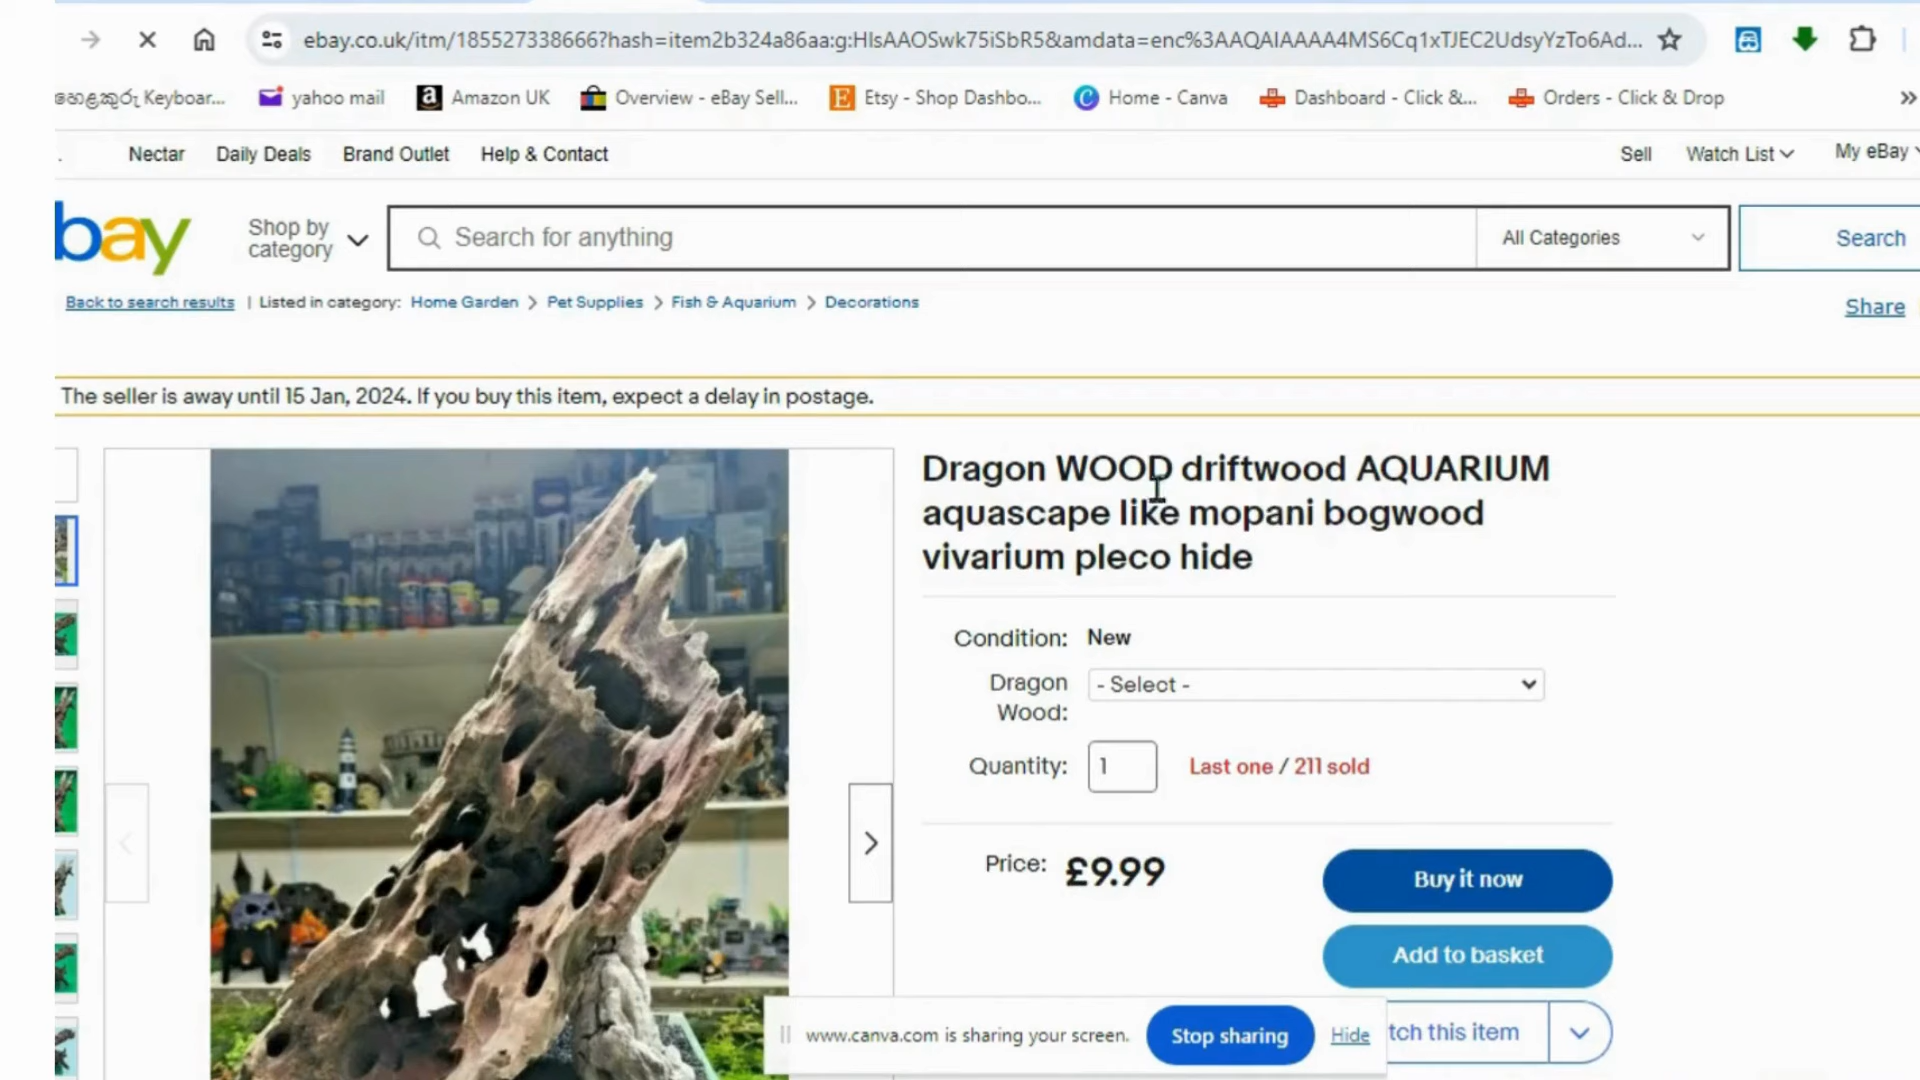 ebay.co.uk/itm/185527338666?hash=item2b324a86aa:g:HIsAAOSwk75iSbR5&amdata=enc%3AAQAIAAAA4MS6Cq1xTJEC2UdsyYzTo6Ad...
හෙළකුරු Keyboar... yahoo mail Amazon UK Overview - eBay Sell... Etsy - Shop Dashbo... Home - Canva Dashboard - Click &... Orders - Click & Drop »
Nectar Daily Deals Brand Outlet Help & Contact Sell Watch List My eBay
bay Shop by category Search for anything All Categories Search
Back to search results | Listed in category: Home Garden > Pet Supplies > Fish & Aquarium > Decorations Share
The seller is away until 15 Jan, 2024. If you buy this item, expect a delay in postage.
Dragon WOOD driftwood AQUARIUM
aquascape like mopani bogwood
vivarium pleco hide
Condition: New
Dragon Wood: - Select -
Quantity: 1 Last one / 211 sold
Price: £9.99 Buy it now
Add to basket
www.canva.com is sharing your screen. Stop sharing Hide tch this item